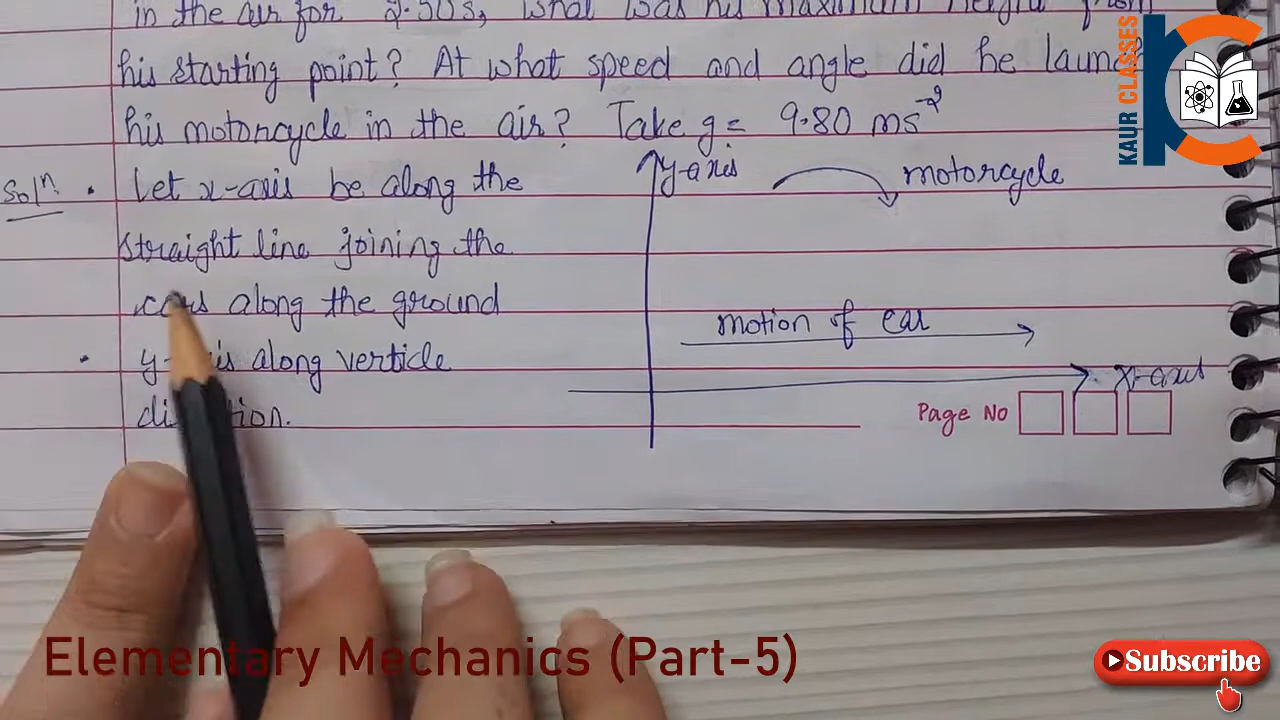 in the air for 2.50s, what was his maximum height from
his starting point? At what speed and angle did he launch
his motorcycle in the air? Take g = 9.80 ms⁻²
Solⁿ . Let x-axis be along the
straight line joining the
cars along the ground
. y-axis along verticle
direction.
y-axis
motorcycle
motion of car
x-axis
Page No
KAUR CLASSES
Elementary Mechanics (Part-5)
Subscribe